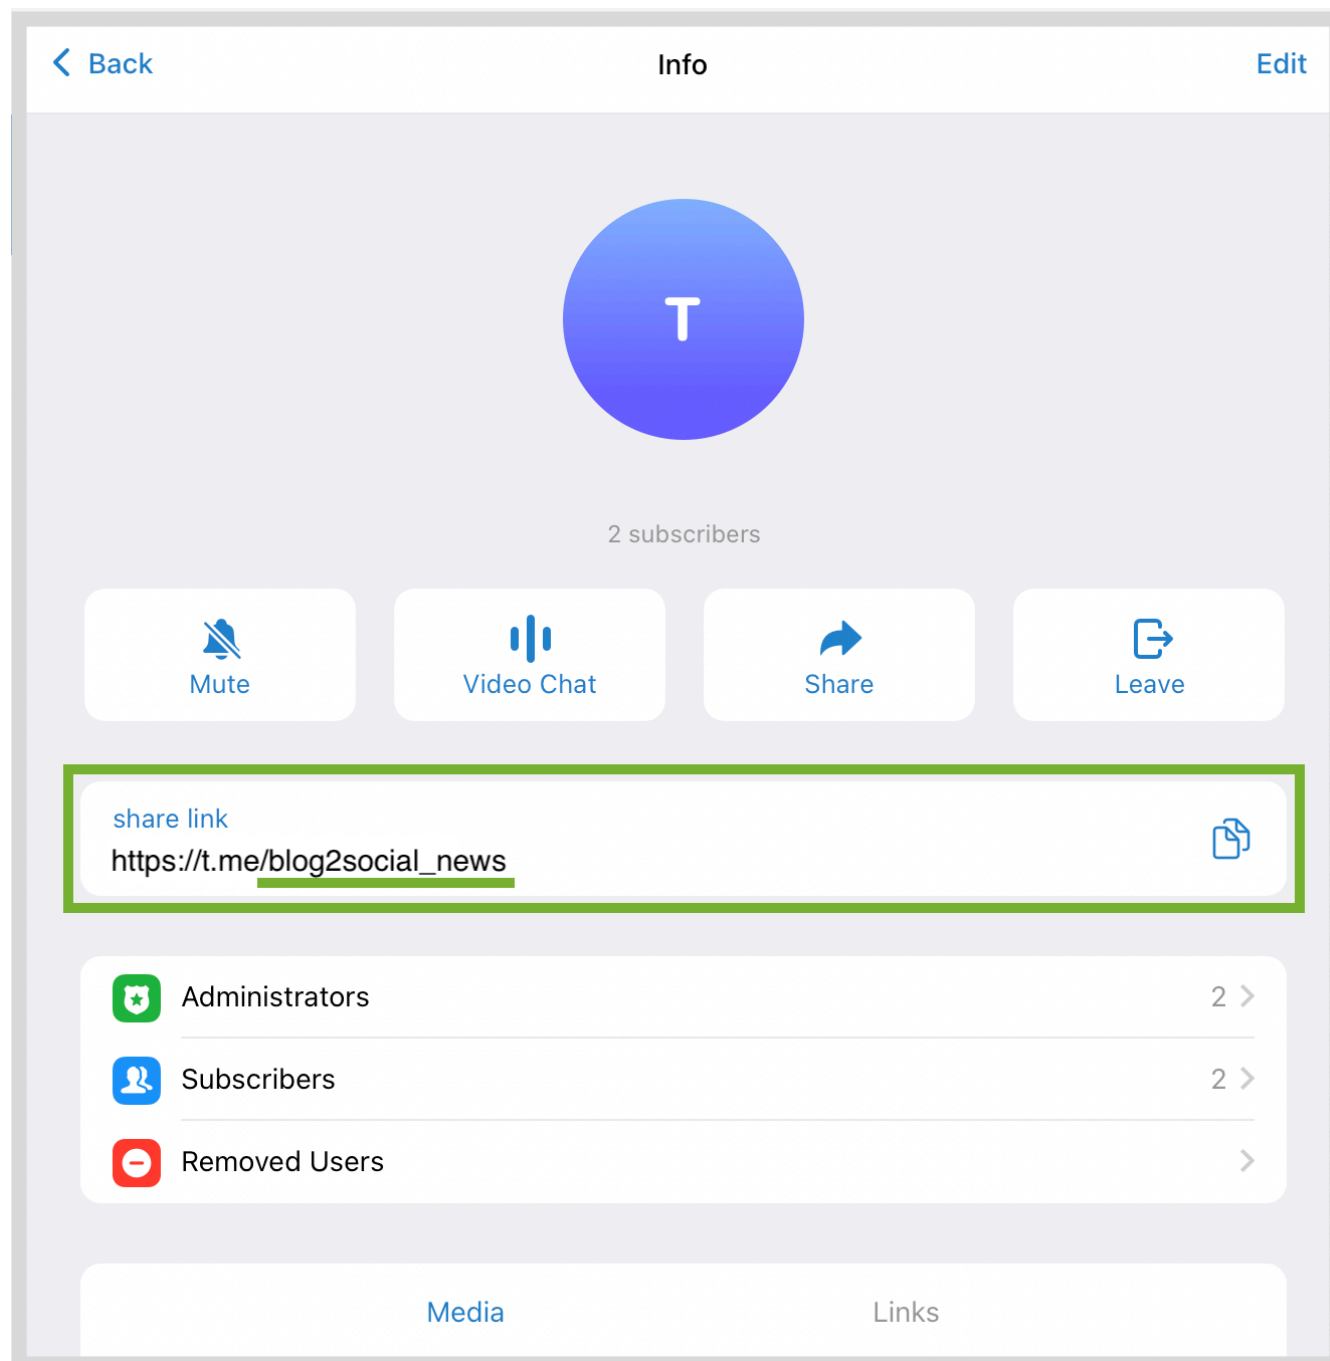 Back Info Edit
T
2 subscribers
Mute Video Chat Share Leave
share link
https://t.me/blog2social_news
Administrators 2
Subscribers 2
Removed Users
Media Links